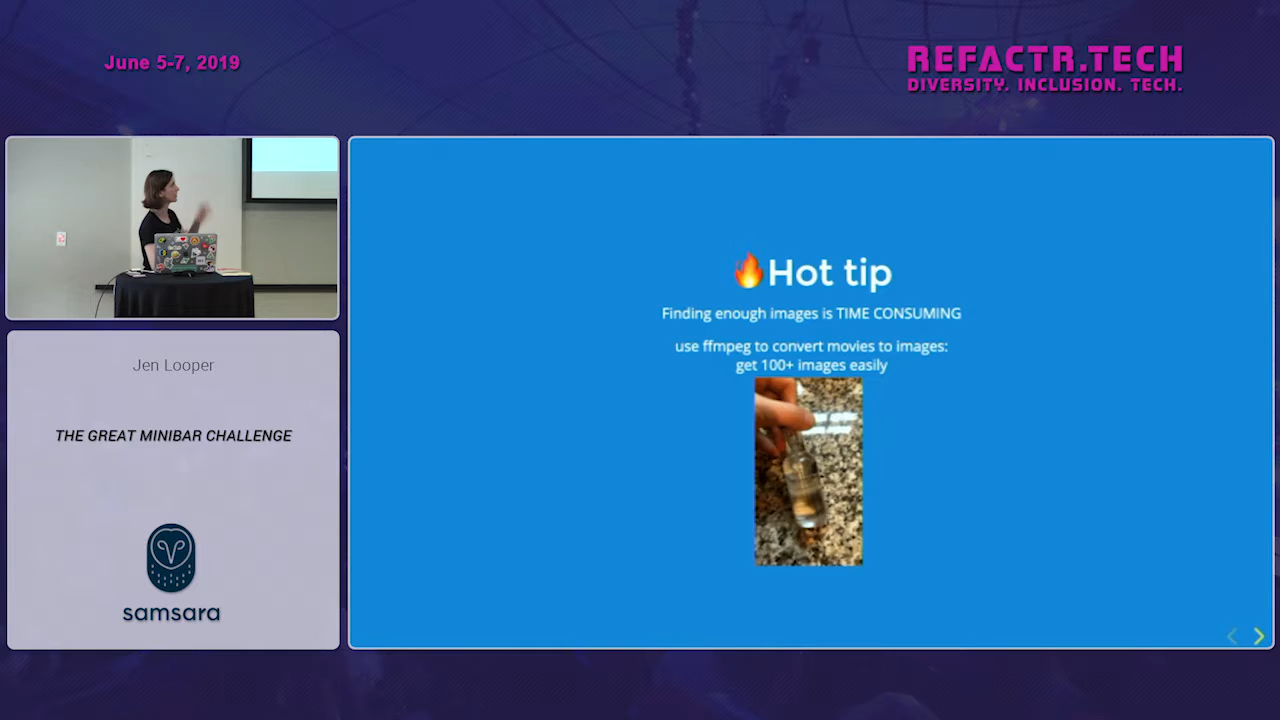 June 5-7, 2019
REFACTR.TECH
DIVERSITY. INCLUSION. TECH.
Jen Looper
THE GREAT MINIBAR CHALLENGE
samsara
🔥Hot tip
Finding enough images is TIME CONSUMING
use ffmpeg to convert movies to images:
get 100+ images easily